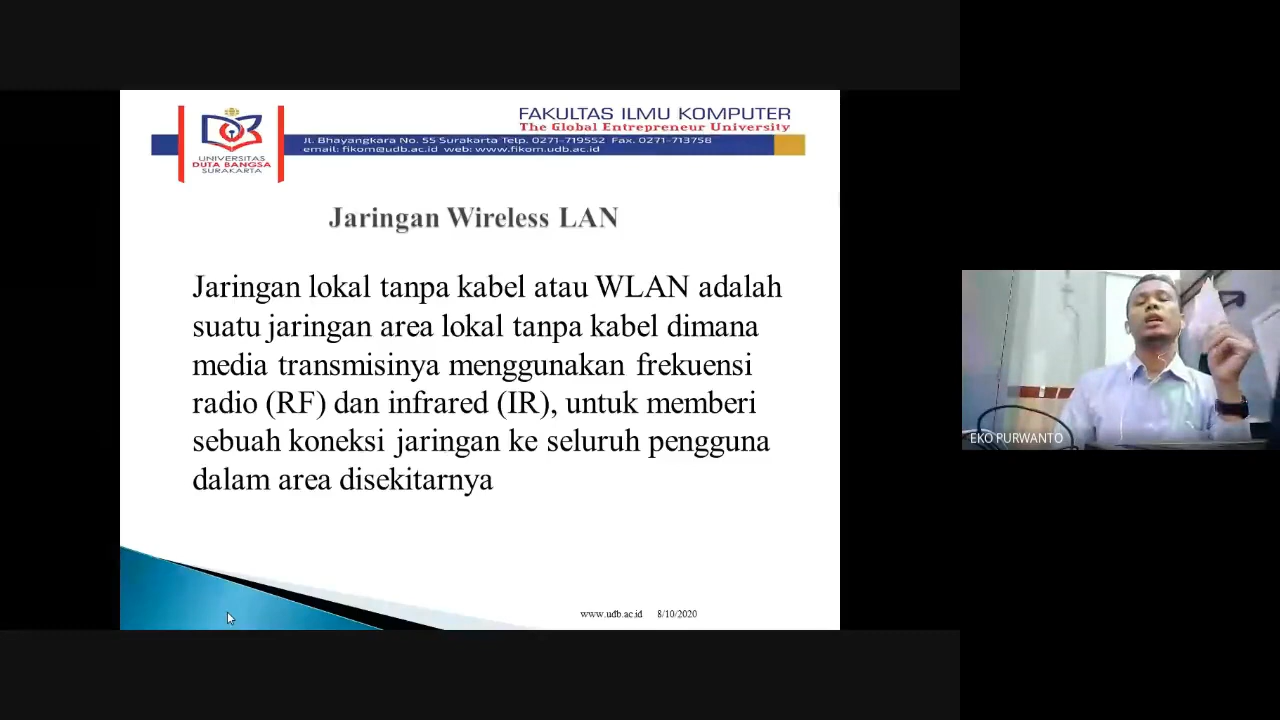 FAKULTAS ILMU KOMPUTER
The Global Entrepreneur University
Jl. Bhayangkara No. 55 Surakarta Telp. 0271-719552 Fax. 0271-713758
email: fikom@udb.ac.id web: www.fikom.udb.ac.id
UNIVERSITAS
DUTA BANGSA
SURAKARTA
Jaringan Wireless LAN
Jaringan lokal tanpa kabel atau WLAN adalah
suatu jaringan area lokal tanpa kabel dimana
media transmisinya menggunakan frekuensi
radio (RF) dan infrared (IR), untuk memberi
sebuah koneksi jaringan ke seluruh pengguna
dalam area disekitarnya
www.udb.ac.id 8/10/2020
EKO PURWANTO